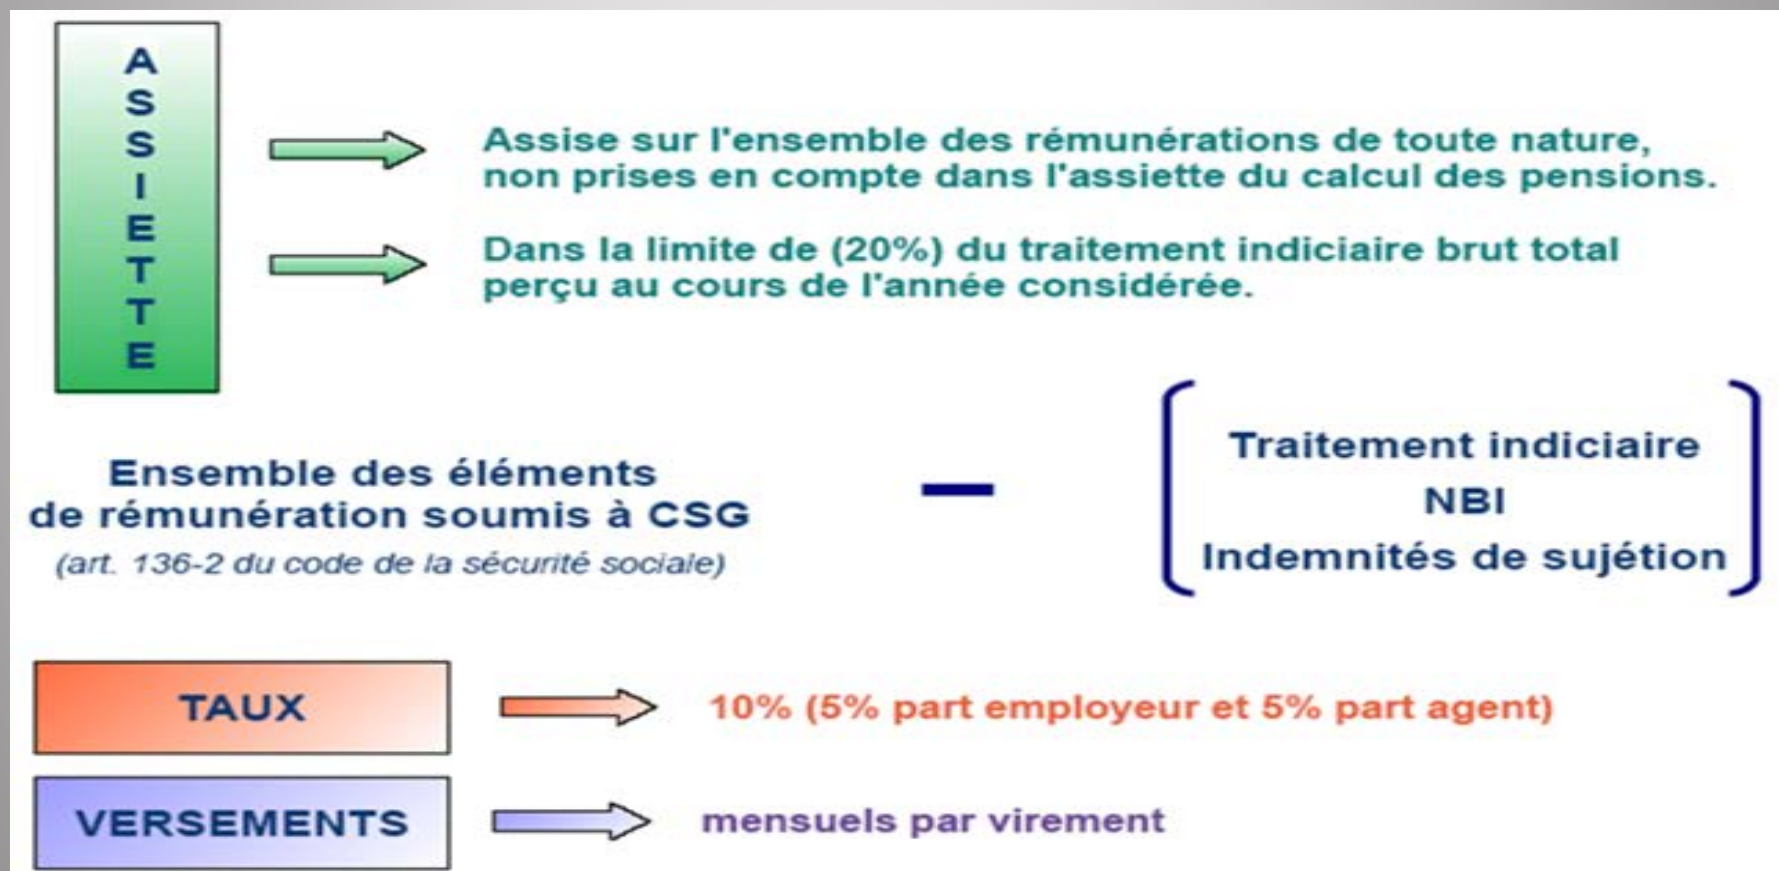 ASSIETTE
Assise sur l'ensemble des rémunérations de toute nature,
non prises en compte dans l'assiette du calcul des pensions.
Dans la limite de (20%) du traitement indiciaire brut total
perçu au cours de l'année considérée.
Ensemble des éléments
de rémunération soumis à CSG
(art. 136-2 du code de la sécurité sociale)
–
Traitement indiciaire
NBI
Indemnités de sujétion
TAUX
10% (5% part employeur et 5% part agent)
VERSEMENTS
mensuels par virement